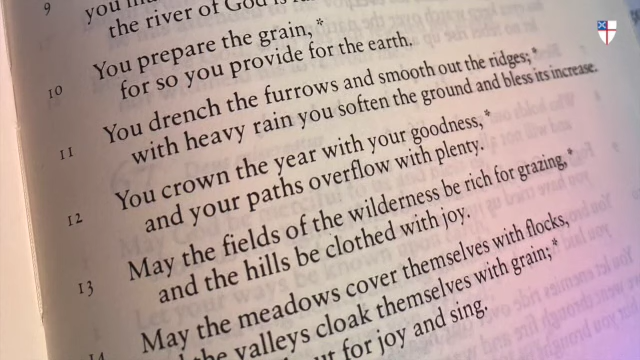 9 you
the river of God is
You prepare the grain, *
10 for so you provide for the earth.
You drench the furrows and smooth out the ridges; *
11 with heavy rain you soften the ground and bless its increase.
You crown the year with your goodness, *
12 and your paths overflow with plenty.
May the fields of the wilderness be rich for grazing, *
13 and the hills be clothed with joy.
May the meadows cover themselves with flocks,
14 the valleys cloak themselves with grain; *
for joy and sing.